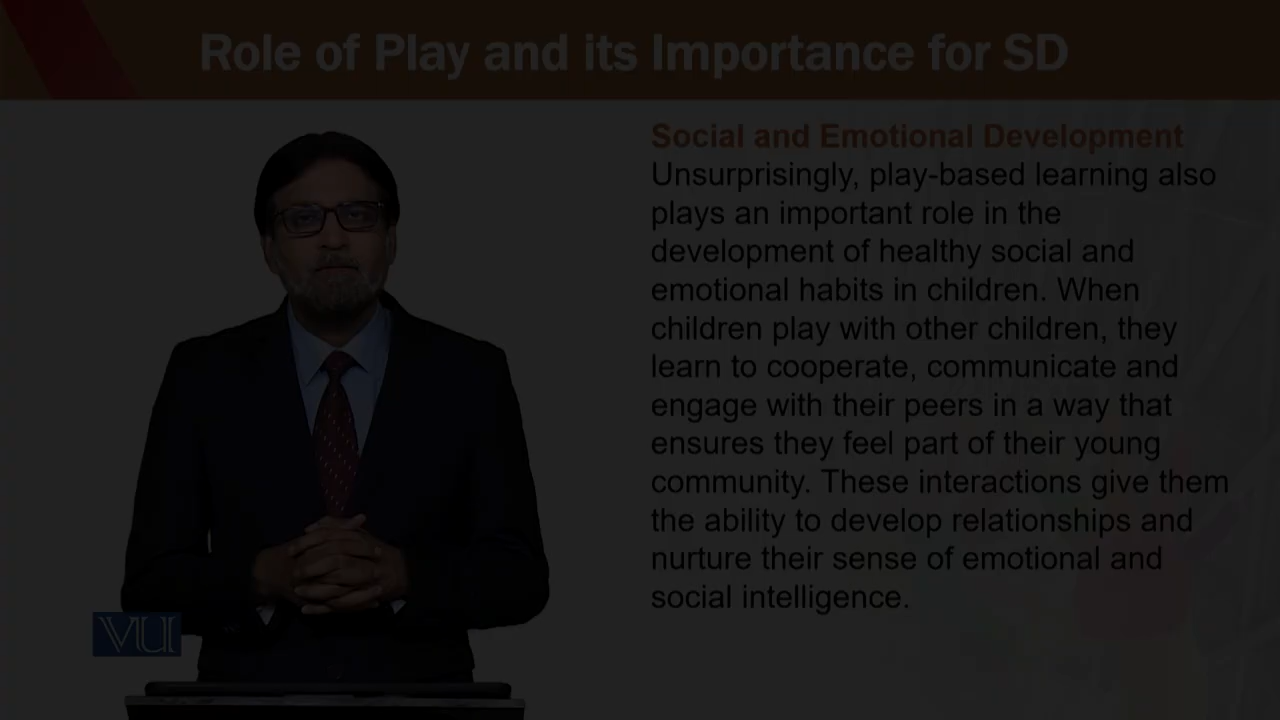 Role of Play and its Importance for SD
Social and Emotional Development
Unsurprisingly, play-based learning also
plays an important role in the
development of healthy social and
emotional habits in children. When
children play with other children, they
learn to cooperate, communicate and
engage with their peers in a way that
ensures they feel part of their young
community. These interactions give them
the ability to develop relationships and
nurture their sense of emotional and
social intelligence.
VU